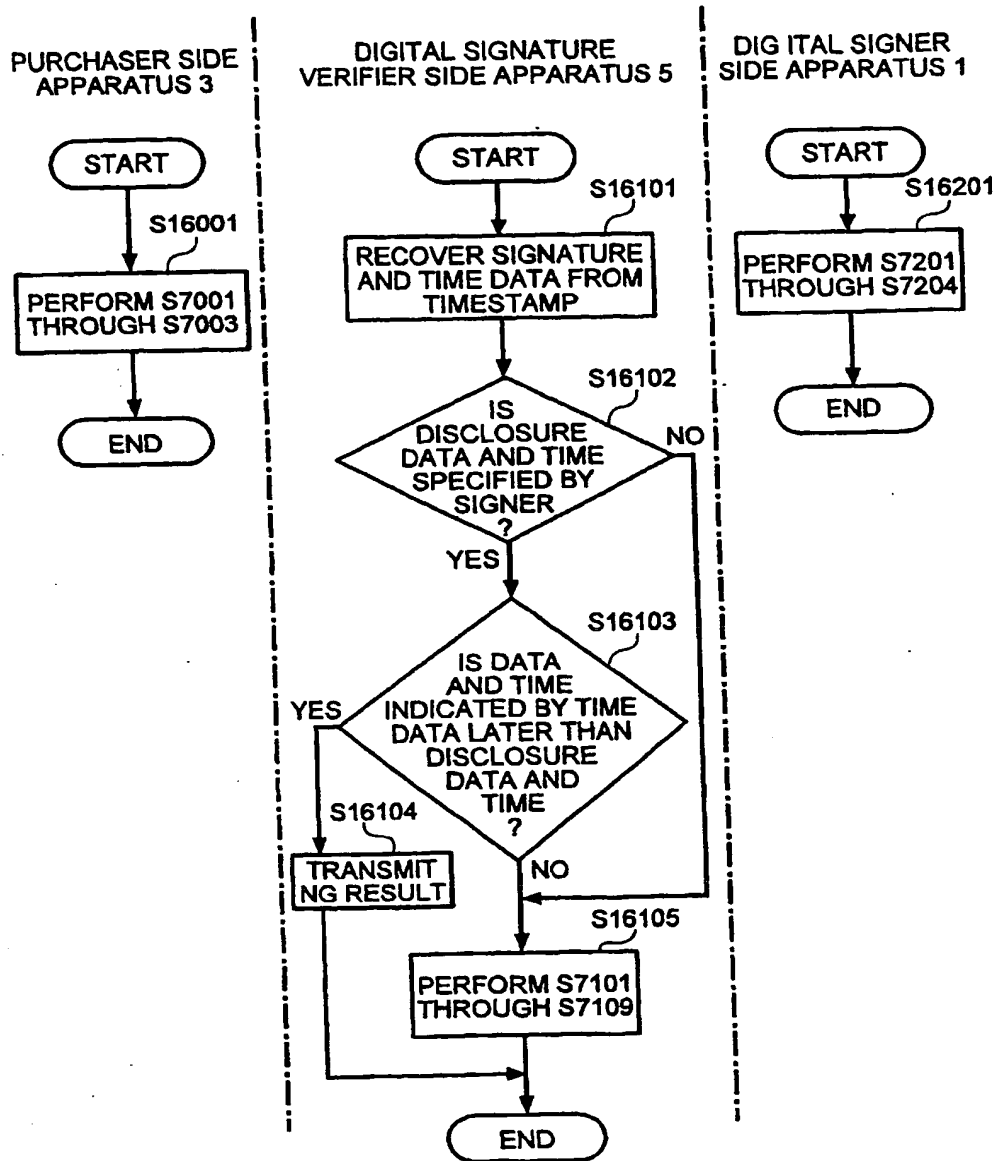 PURCHASER SIDE
APPARATUS 3
START
S16001
PERFORM S7001
THROUGH S7003
END
DIGITAL SIGNATURE
VERIFIER SIDE APPARATUS 5
START
S16101
RECOVER SIGNATURE
AND TIME DATA FROM
TIMESTAMP
S16102
IS
DISCLOSURE
DATA AND TIME
SPECIFIED BY
SIGNER
?
NO
YES
S16103
IS DATA
AND TIME
INDICATED BY TIME
DATA LATER THAN
DISCLOSURE
DATA AND
TIME
?
YES
S16104
TRANSMIT
NG RESULT
NO
S16105
PERFORM S7101
THROUGH S7109
END
DIG ITAL SIGNER
SIDE APPARATUS 1
START
S16201
PERFORM S7201
THROUGH S7204
END